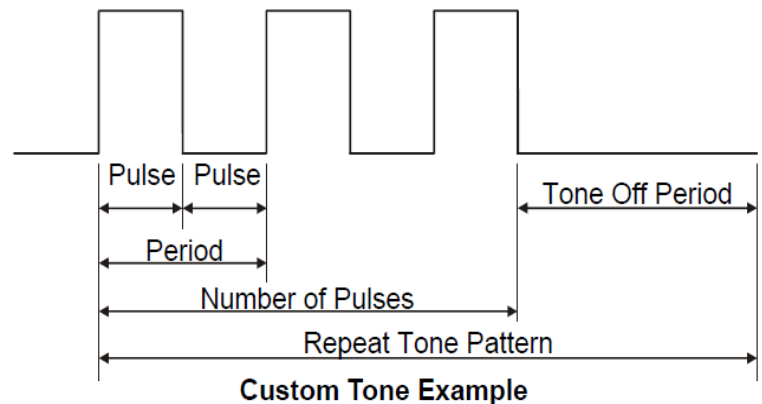 Pulse Pulse
Tone Off Period
Period
Number of Pulses
Repeat Tone Pattern
Custom Tone Example